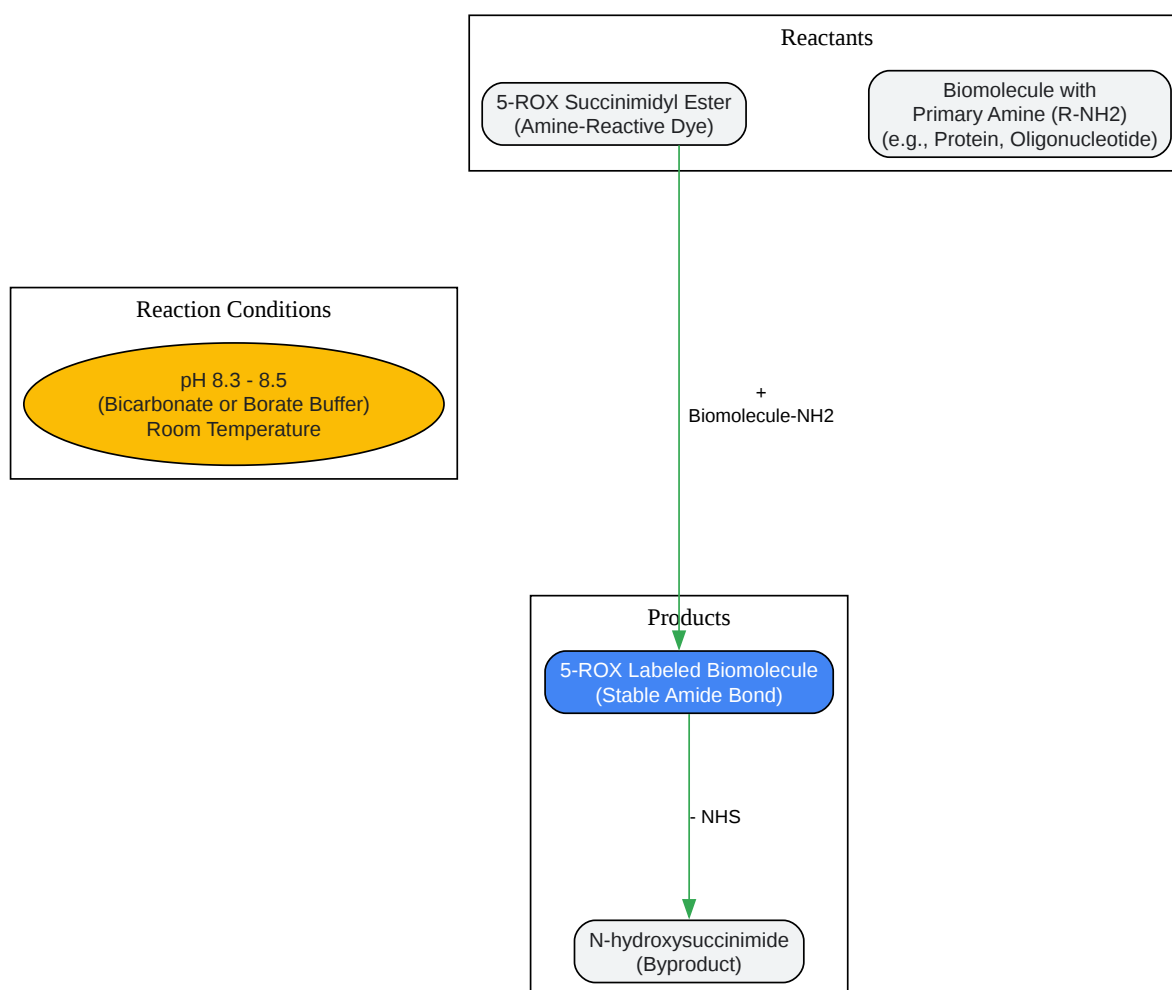 Reactants
5-ROX Succinimidyl Ester
(Amine-Reactive Dye)
Biomolecule with
Primary Amine (R-NH2)
(e.g., Protein, Oligonucleotide)
Reaction Conditions
pH 8.3 - 8.5
(Bicarbonate or Borate Buffer)
Room Temperature
+
Biomolecule-NH2
Products
5-ROX Labeled Biomolecule
(Stable Amide Bond)
- NHS
N-hydroxysuccinimide
(Byproduct)